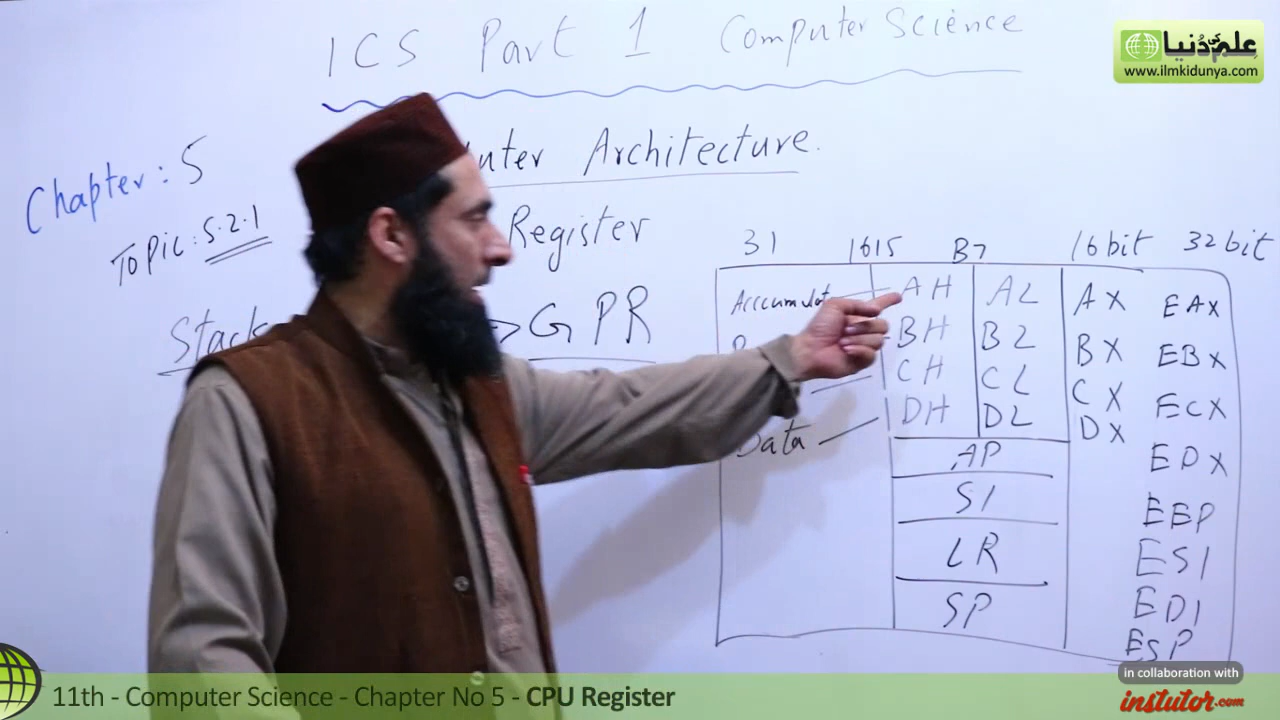 ICS Part 1 Computer Science
علم کی دُنیا
www.ilmkidunya.com
Architecture.
Chapter: 5
Topic: 5.2.1
Register
Stack
GPR
31 1615 B7 16 bit 32 bit
AH AL AX EAX
BH BL BX EBX
CH CL CX ECX
Data DH DL DX EDX
AP
SI EBP
LR ESI
SP EDI
ESP
in collaboration with
instutor.com
11th - Computer Science - Chapter No 5 - CPU Register